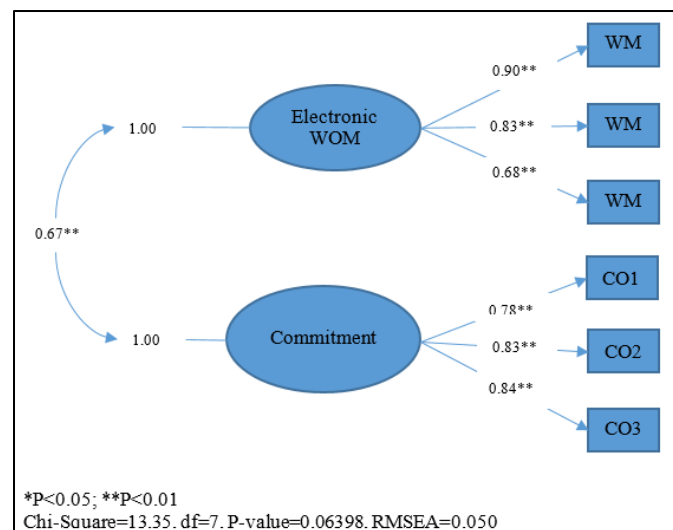 WM
0.90**
Electronic
WOM
1.00
0.83**
WM
0.68**
WM
0.67**
CO1
0.78**
Commitment
1.00
0.83**
CO2
0.84**
CO3
*P<0.05; **P<0.01
Chi-Square=13.35, df=7, P-value=0.06398, RMSEA=0.050